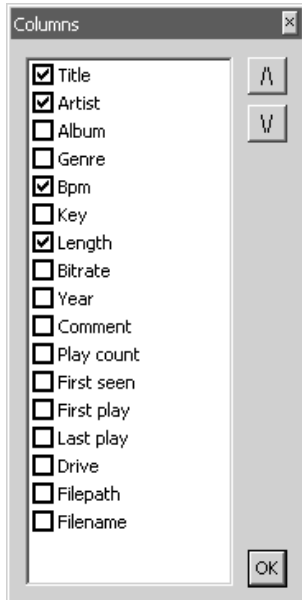 Columns
Title
Artist
Album
Genre
Bpm
Key
Length
Bitrate
Year
Comment
Play count
First seen
First play
Last play
Drive
Filepath
Filename
/\
\/
OK